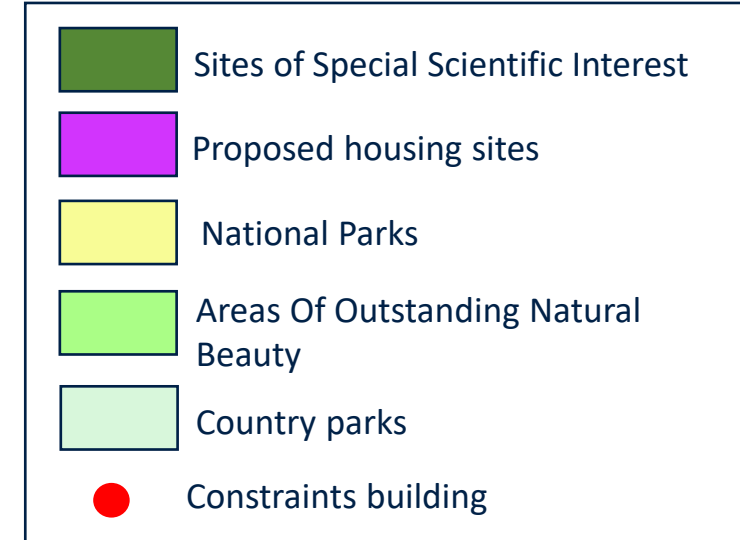 Sites of Special Scientific Interest
Proposed housing sites
National Parks
Areas Of Outstanding Natural
Beauty
Country parks
Constraints building